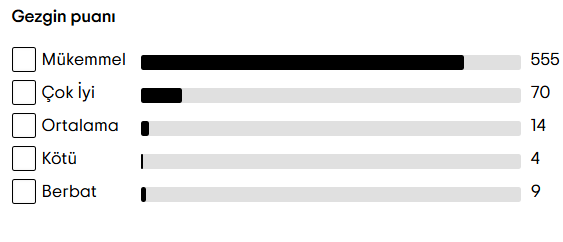 Gezgin puanı
Mükemmel 555
Çok İyi 70
Ortalama 14
Kötü 4
Berbat 9